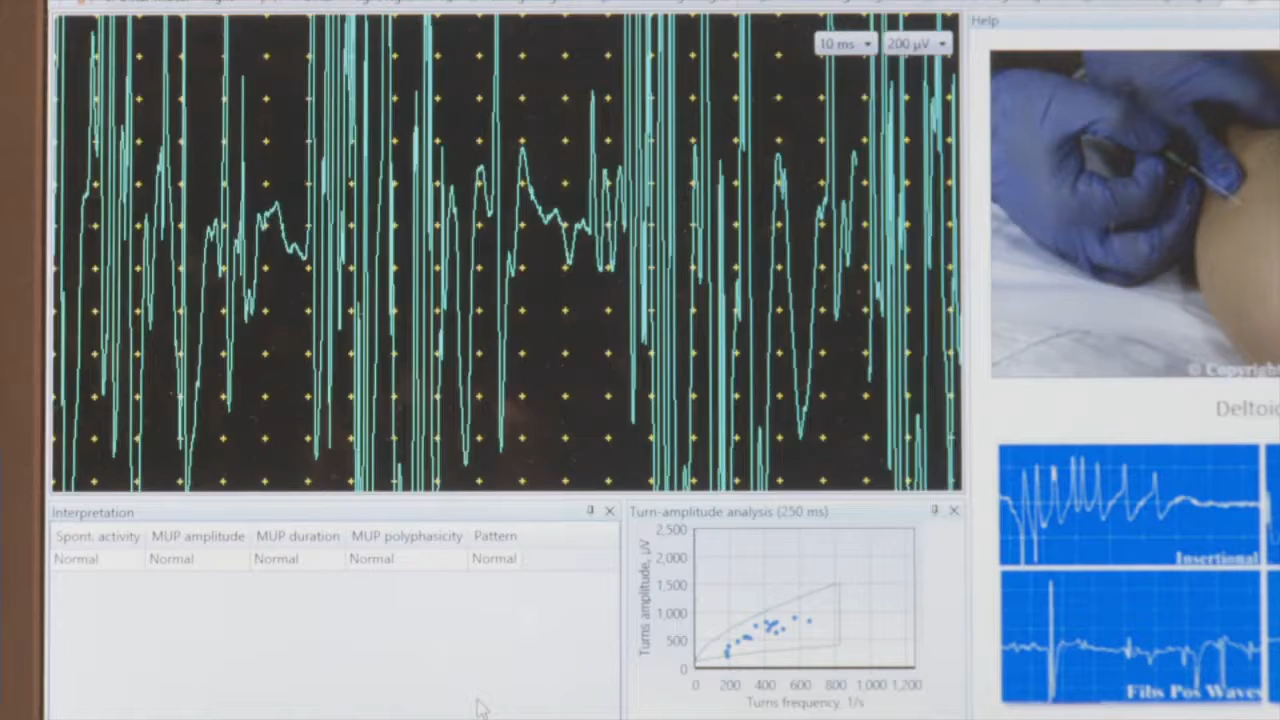 Help
10 ms
200 µV
© Copyright
Interpretation
Spont. activity MUP amplitude MUP duration MUP polyphasicity Pattern
Normal Normal Normal Normal Normal
Turn-amplitude analysis (250 ms)
Turns amplitude, µV
2,500
2,000
1,500
1,000
500
0
0 200 400 600 800 1,000 1,200
Turns frequency, 1/s
Insertional
Fibs Pos Waves